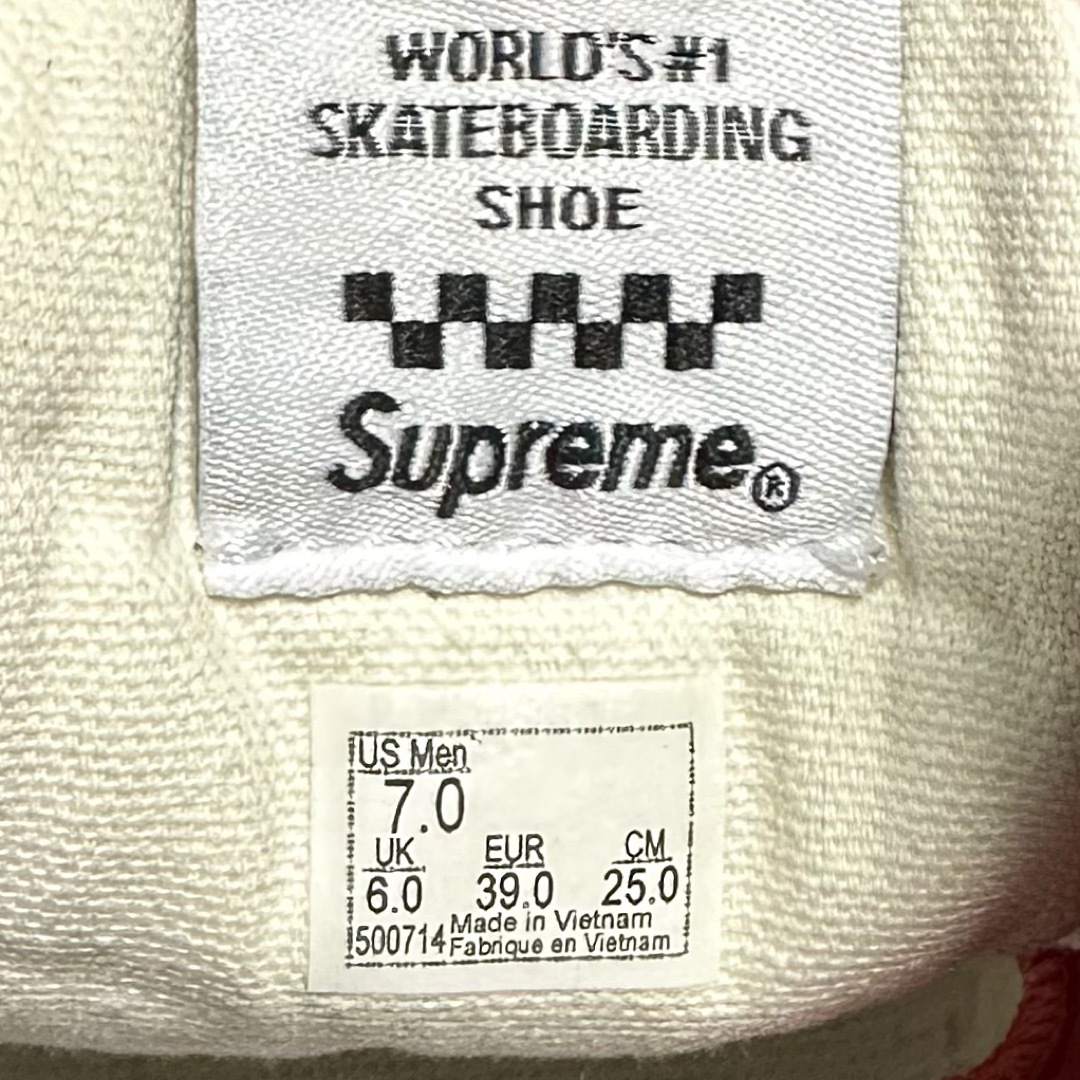 WORLD'S #1
SKATEBOARDING
SHOE
Supreme®
US Men
7.0
UK EUR CM
6.0 39.0 25.0
500714 Made in Vietnam
Fabrique en Vietnam